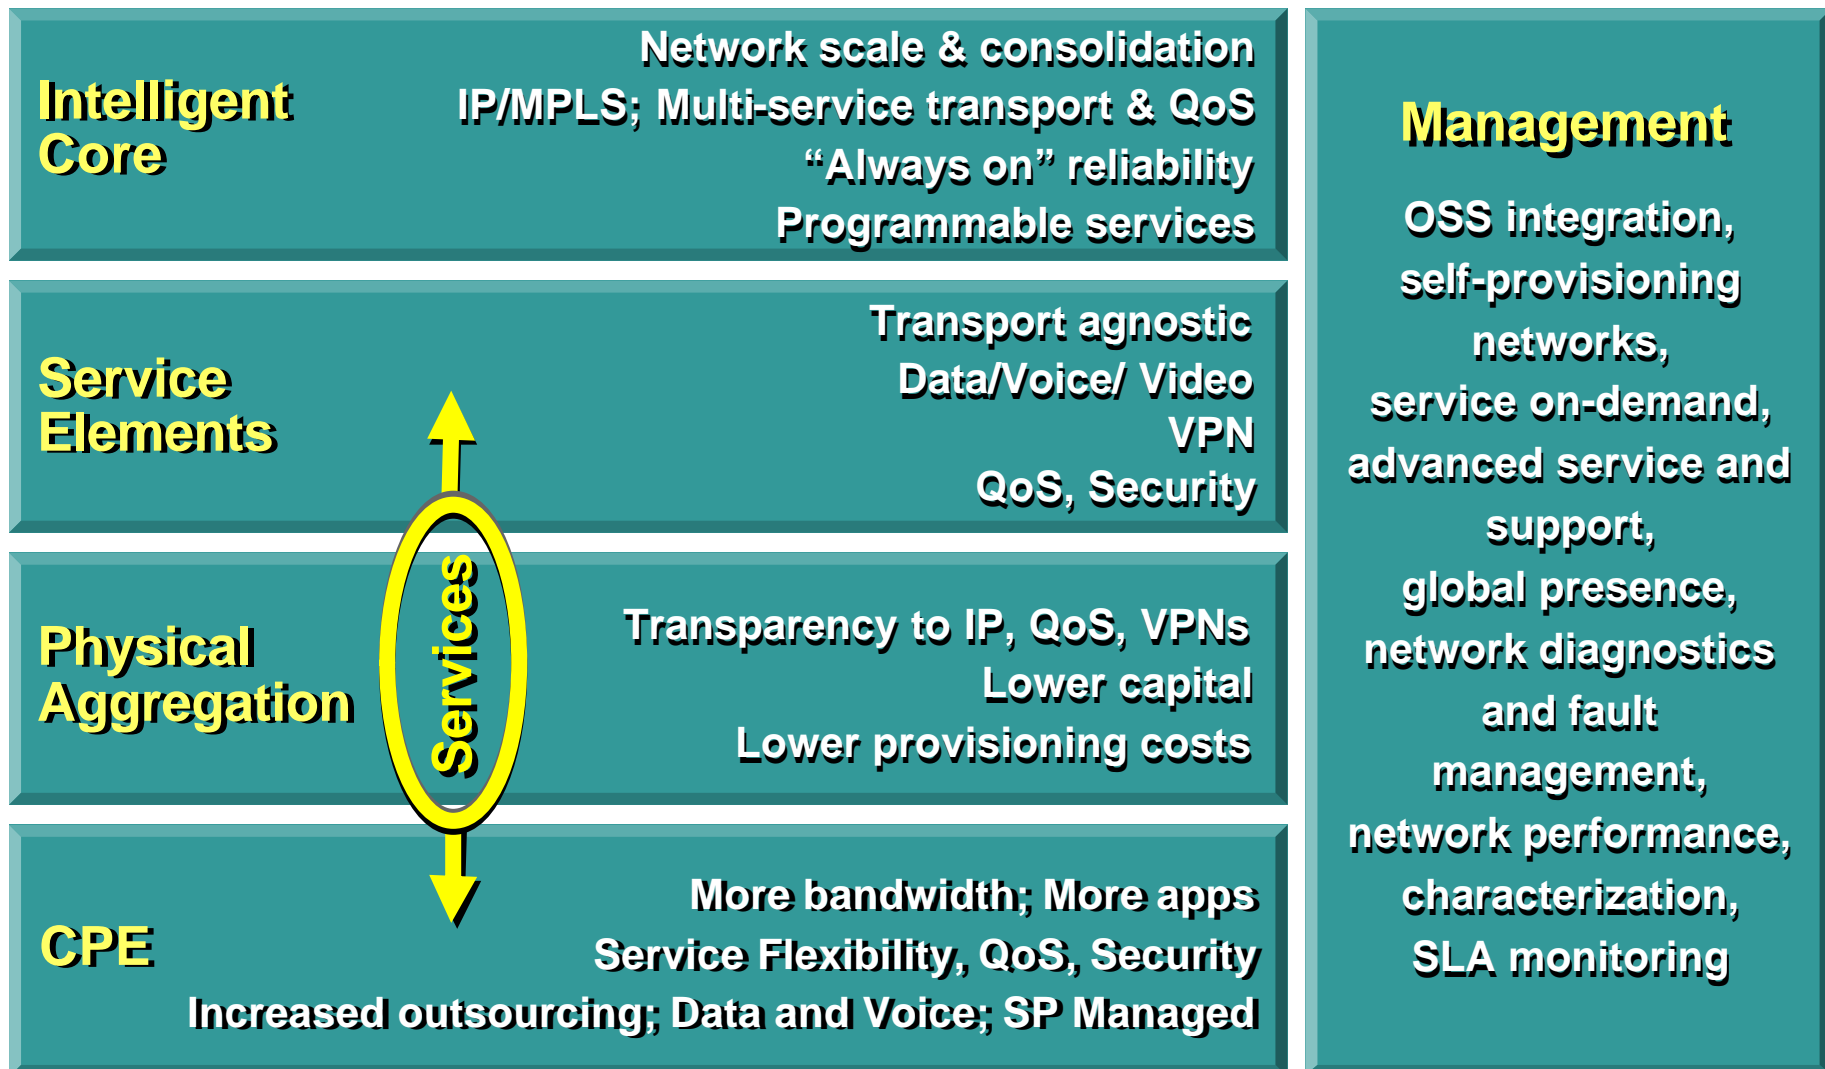 Intelligent
Core
Network scale & consolidation
IP/MPLS; Multi-service transport & QoS
“Always on” reliability
Programmable services
Service
Elements
Transport agnostic
Data/Voice/ Video
VPN
QoS, Security
Services
Physical
Aggregation
Transparency to IP, QoS, VPNs
Lower capital
Lower provisioning costs
CPE
More bandwidth; More apps
Service Flexibility, QoS, Security
Increased outsourcing; Data and Voice; SP Managed
Management
OSS integration,
self-provisioning
networks,
service on-demand,
advanced service and
support,
global presence,
network diagnostics
and fault
management,
network performance,
characterization,
SLA monitoring